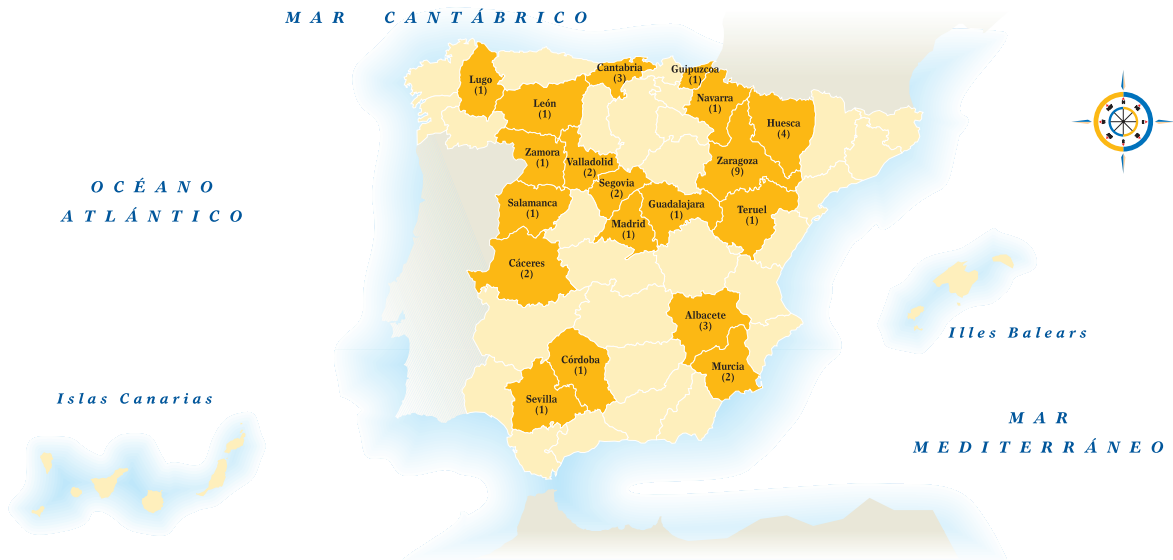 MAR CANTÁBRICO
Lugo
(1)
Cantabria
(3)
Guipuzcoa
(1)
León
(1)
Navarra
(1)
Huesca
(4)
Zamora
(1)
Valladolid
(2)
Zaragoza
(9)
Segovia
(2)
OCÉANO
ATLÁNTICO
Salamanca
(1)
Madrid
(1)
Guadalajara
(1)
Teruel
(1)
Cáceres
(2)
Albacete
(3)
Illes Balears
Córdoba
(1)
Murcia
(2)
Sevilla
(1)
Islas Canarias
MAR
MEDITERRÁNEO